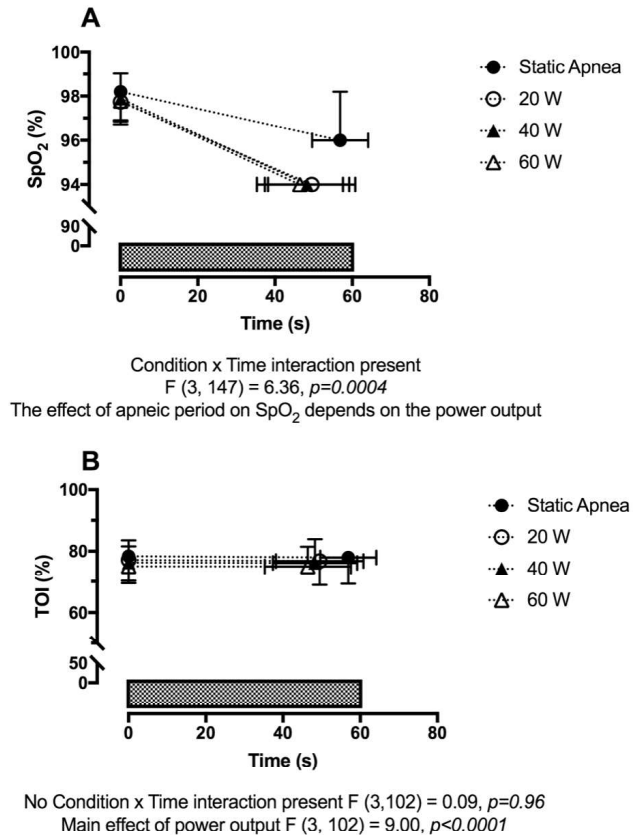 A
100
98
96
94
90
0
SpO2 (%)
0 20 40 60 80
Time (s)
Static Apnea
20 W
40 W
60 W
Condition x Time interaction present
F (3, 147) = 6.36, p=0.0004
The effect of apneic period on SpO2 depends on the power output
B
100
80
60
50
0
TOI (%)
0 20 40 60 80
Time (s)
Static Apnea
20 W
40 W
60 W
No Condition x Time interaction present F (3,102) = 0.09, p=0.96
Main effect of power output F (3, 102) = 9.00, p<0.0001